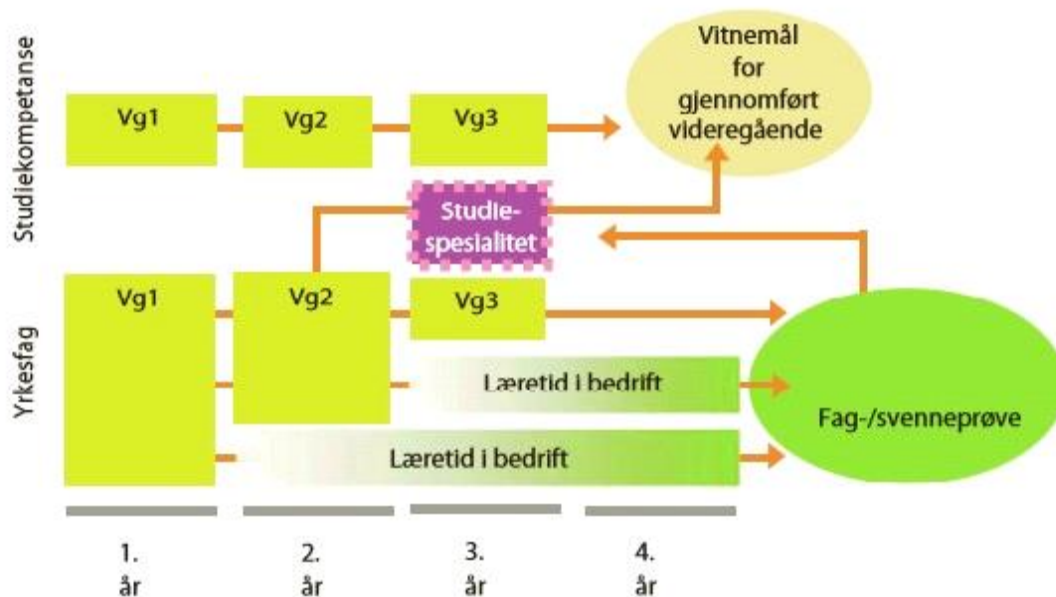 Studiekompetanse
Vg1
Vg2
Vg3
Vitnemål
for
gjennomført
videregående
Studie-
spesialitet
Yrkesfag
Vg1
Vg2
Vg3
Læretid i bedrift
Læretid i bedrift
Fag-/svenneprøve
1.
år
2.
år
3.
år
4.
år